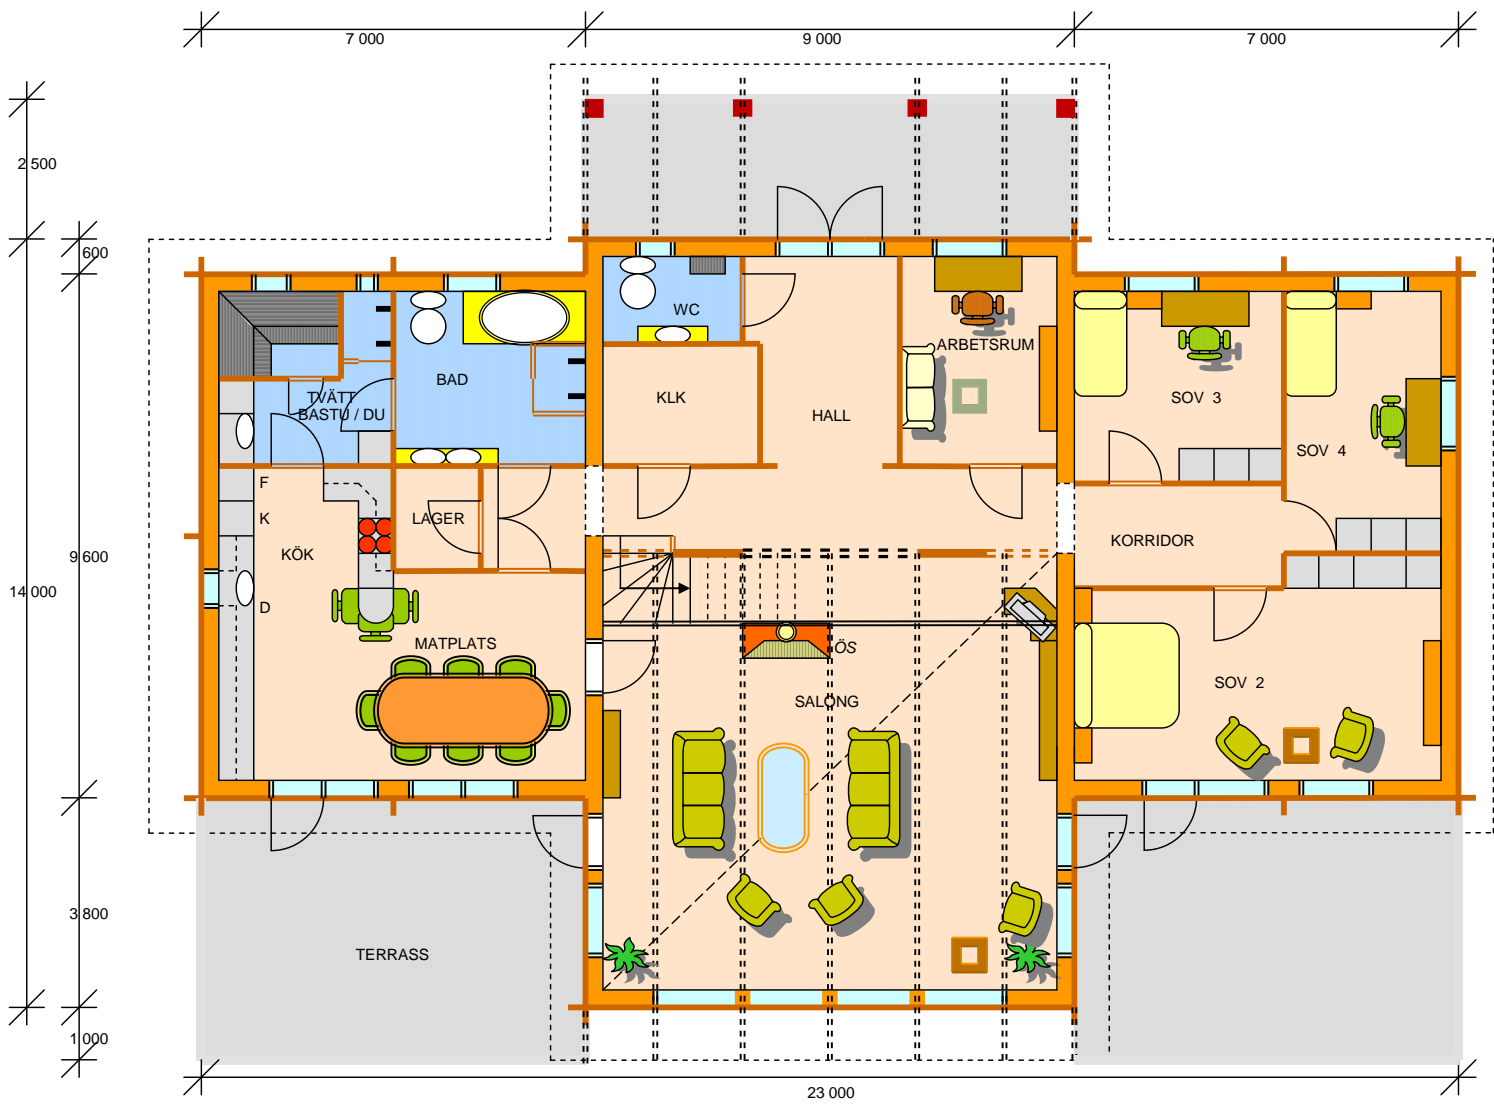 7 000
9 000
7 000
2 500
600
WC
ARBETSRUM
BAD
TVÄTT
BASTU / DU
KLK
HALL
SOV 3
SOV 4
F
LAGER
K
KÖK
KORRIDOR
9 600
14 000
D
MATPLATS
ÖS
SOV 2
SALONG
3 800
TERRASS
1 000
23 000